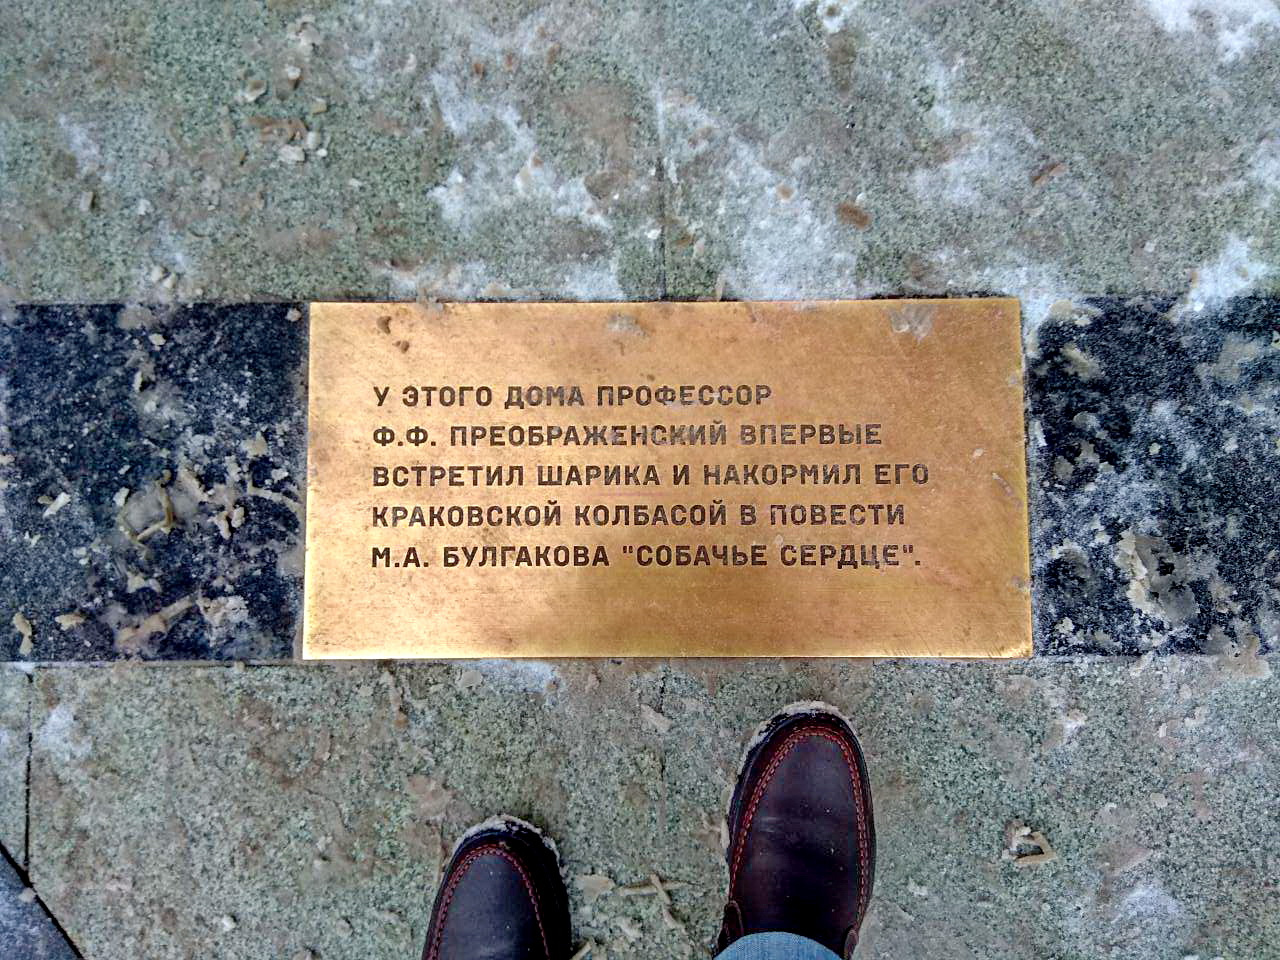 У ЭТОГО ДОМА ПРОФЕССОР
Ф.Ф. ПРЕОБРАЖЕНСКИЙ ВПЕРВЫЕ
ВСТРЕТИЛ ШАРИКА И НАКОРМИЛ ЕГО
КРАКОВСКОЙ КОЛБАСОЙ В ПОВЕСТИ
М.А. БУЛГАКОВА "СОБАЧЬЕ СЕРДЦЕ".